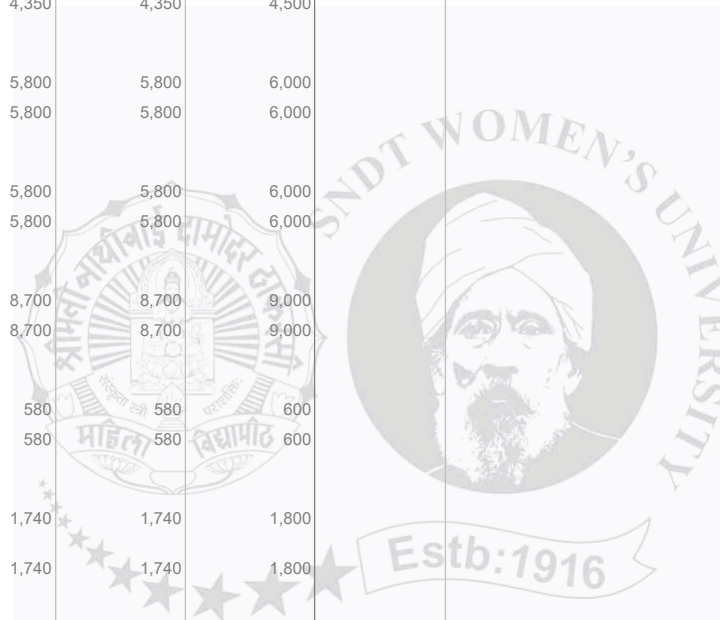 4,350 4,350 4,500
5,800 5,800 6,000
5,800 5,800 6,000
SNDT WOMEN'S UNIVERSITY
5,800 5,800 6,000
5,800 5,800 6,000
श्रीमती नाथीबाई दामोदर ठाकरसी
8,700 8,700 9,000
8,700 8,700 9,000
संस्कृता स्त्री पराशक्तिः
580 580 600
महिला विद्यापीठ
580 580 600
1,740 1,740 1,800
Estb:1916
1,740 1,740 1,800